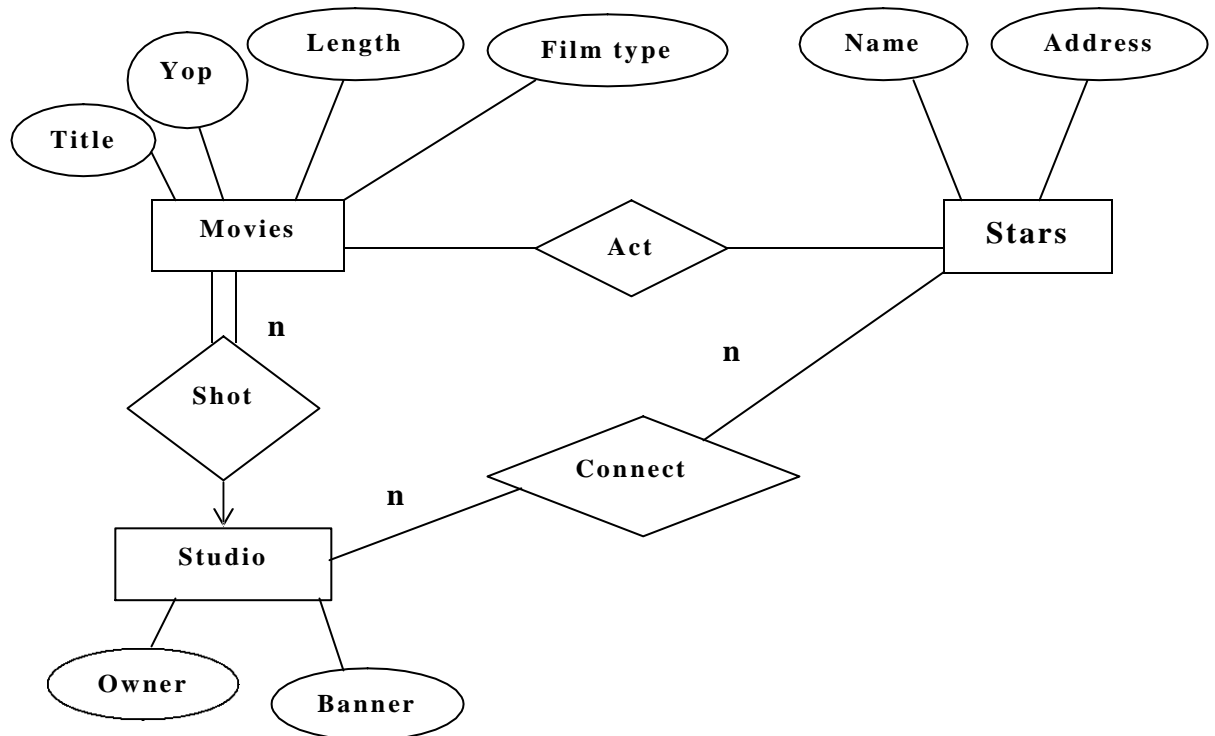 Length
Film type
Name
Address
Yop
Title
Movies
Act
Stars
n
n
Shot
Connect
n
Studio
Owner
Banner